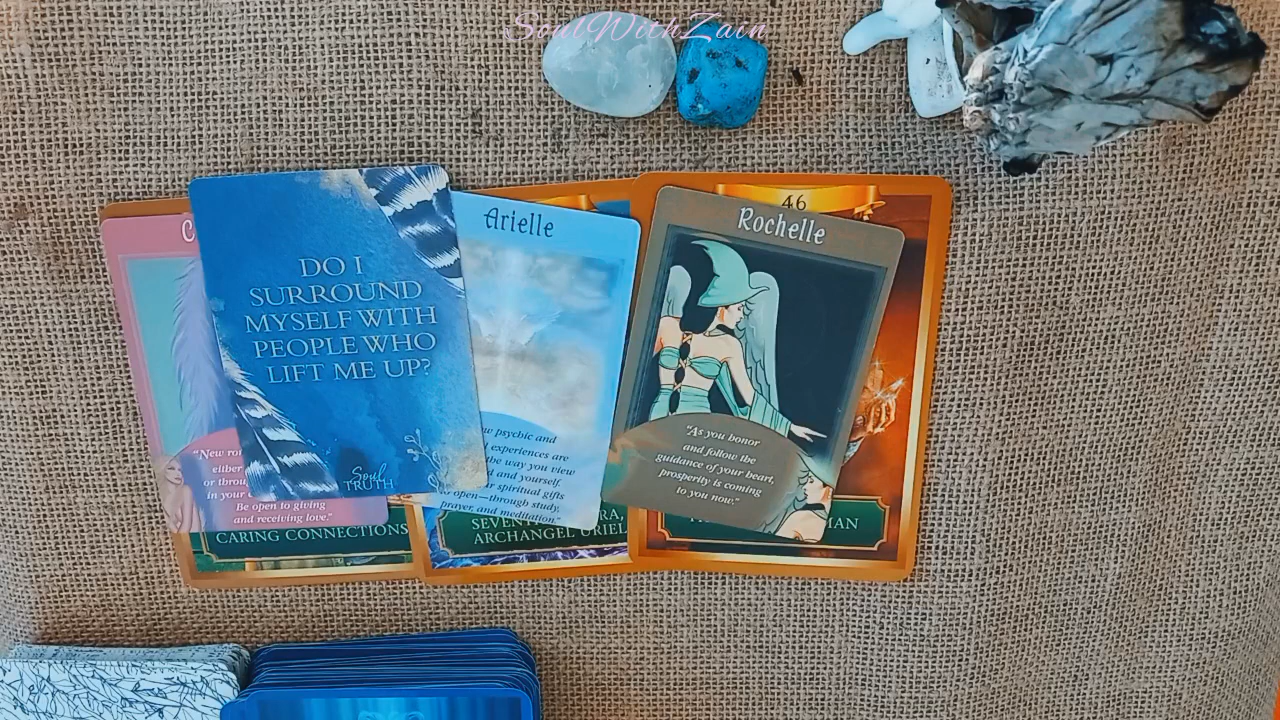 SoulWithZain
DO I
SURROUND
MYSELF WITH
PEOPLE WHO
LIFT ME UP?
Soul
TRUTH
"New
either
or throu
in your
Be open to giving
and receiving love."
CARING CONNECTIONS
Arielle
psychic and
experiences are
the way you view
and yourself.
spiritual gifts
open—through study,
prayer, and meditation."
SEVEN
ARCHANGEL URIEL
46
Rochelle
"As you honor
and follow the
guidance of your heart,
prosperity is coming
to you now."
MAN